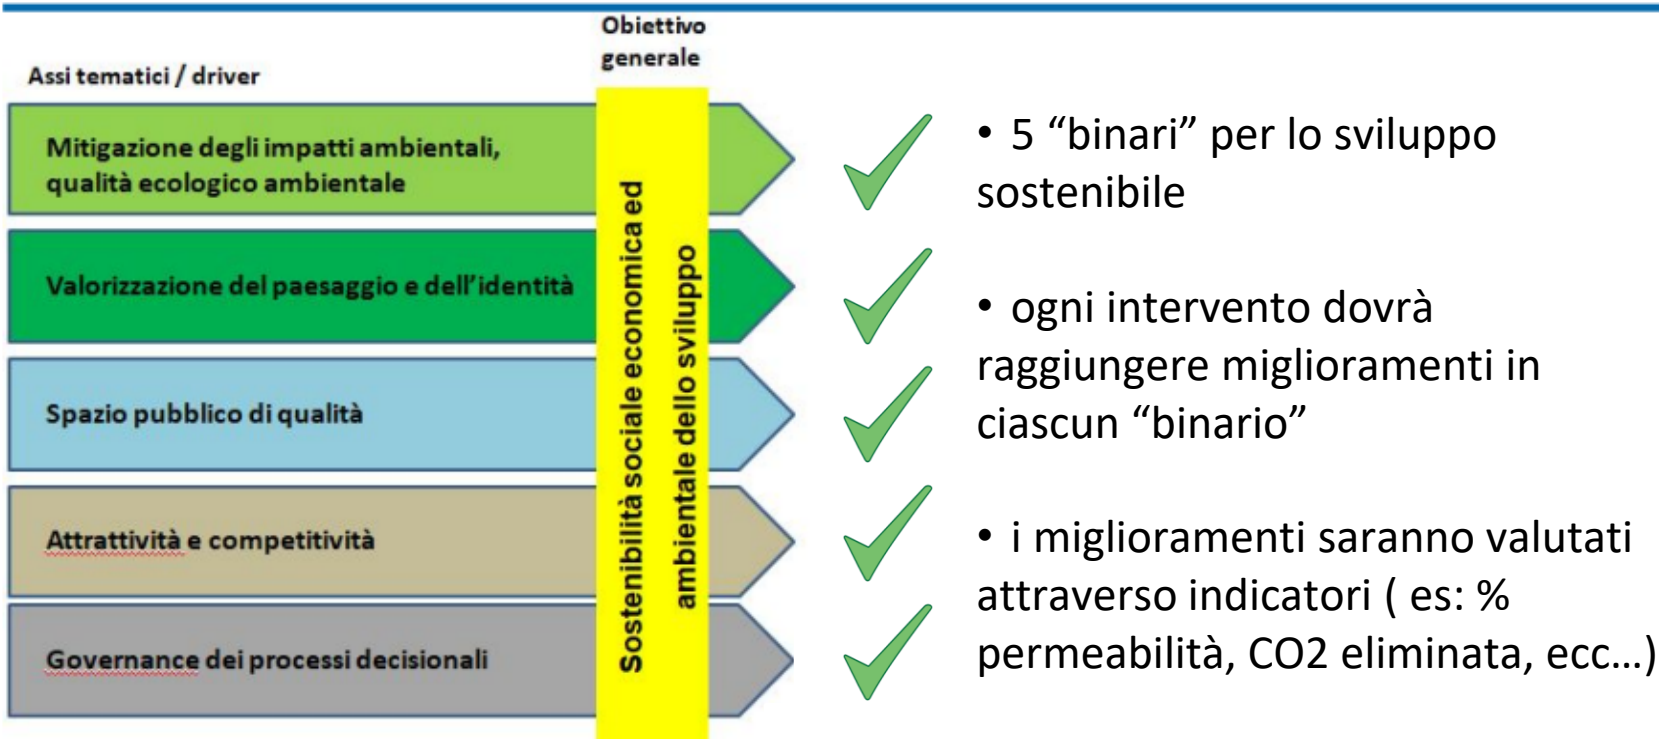 Obiettivo
generale
Assi tematici / driver
Mitigazione degli impatti ambientali,
qualità ecologico ambientale
Valorizzazione del paesaggio e dell'identità
Spazio pubblico di qualità
Attrattività e competitività
Governance dei processi decisionali
Sostenibilità sociale economica ed
ambientale dello sviluppo
• 5 “binari” per lo sviluppo
sostenibile
• ogni intervento dovrà
raggiungere miglioramenti in
ciascun “binario”
• i miglioramenti saranno valutati
attraverso indicatori ( es: %
permeabilità, CO2 eliminata, ecc…)